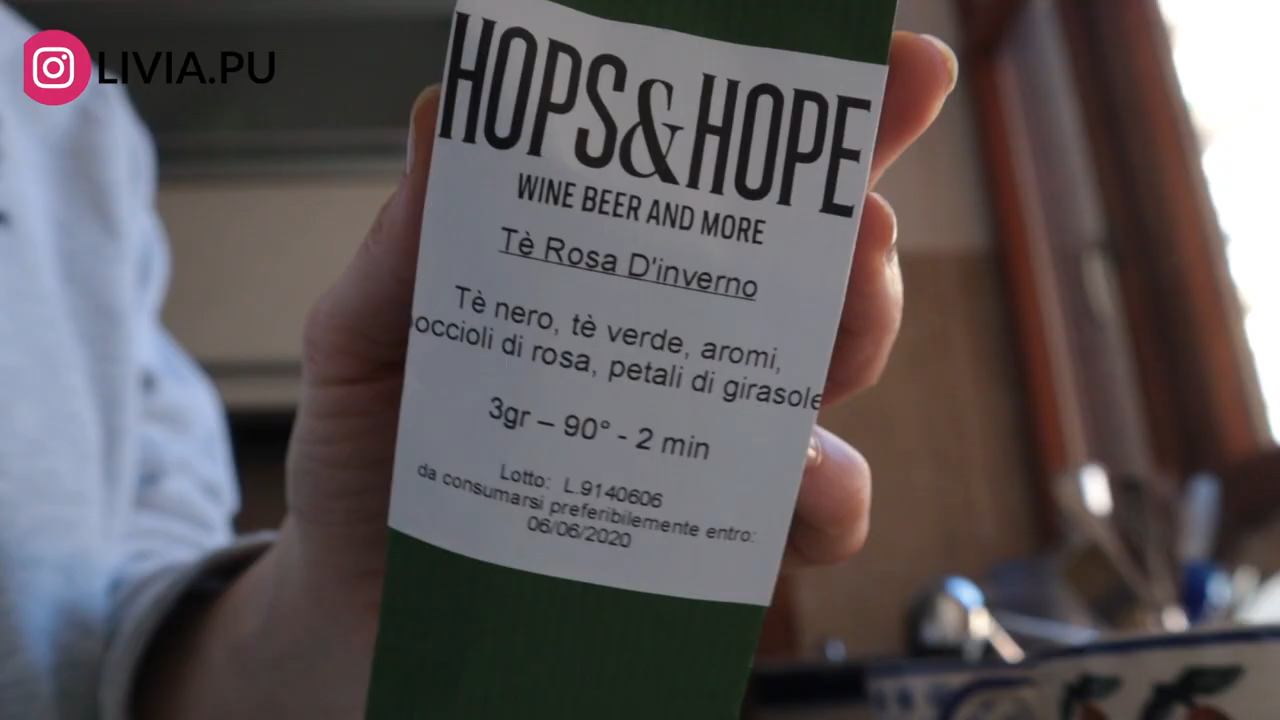 LIVIA.PU
HOPS&HOPE
WINE BEER AND MORE
Tè Rosa D'inverno
Tè nero, tè verde, aromi,
occioli di rosa, petali di girasole
3gr – 90° - 2 min
Lotto: L.9140606
da consumarsi preferibilmente entro:
06/06/2020